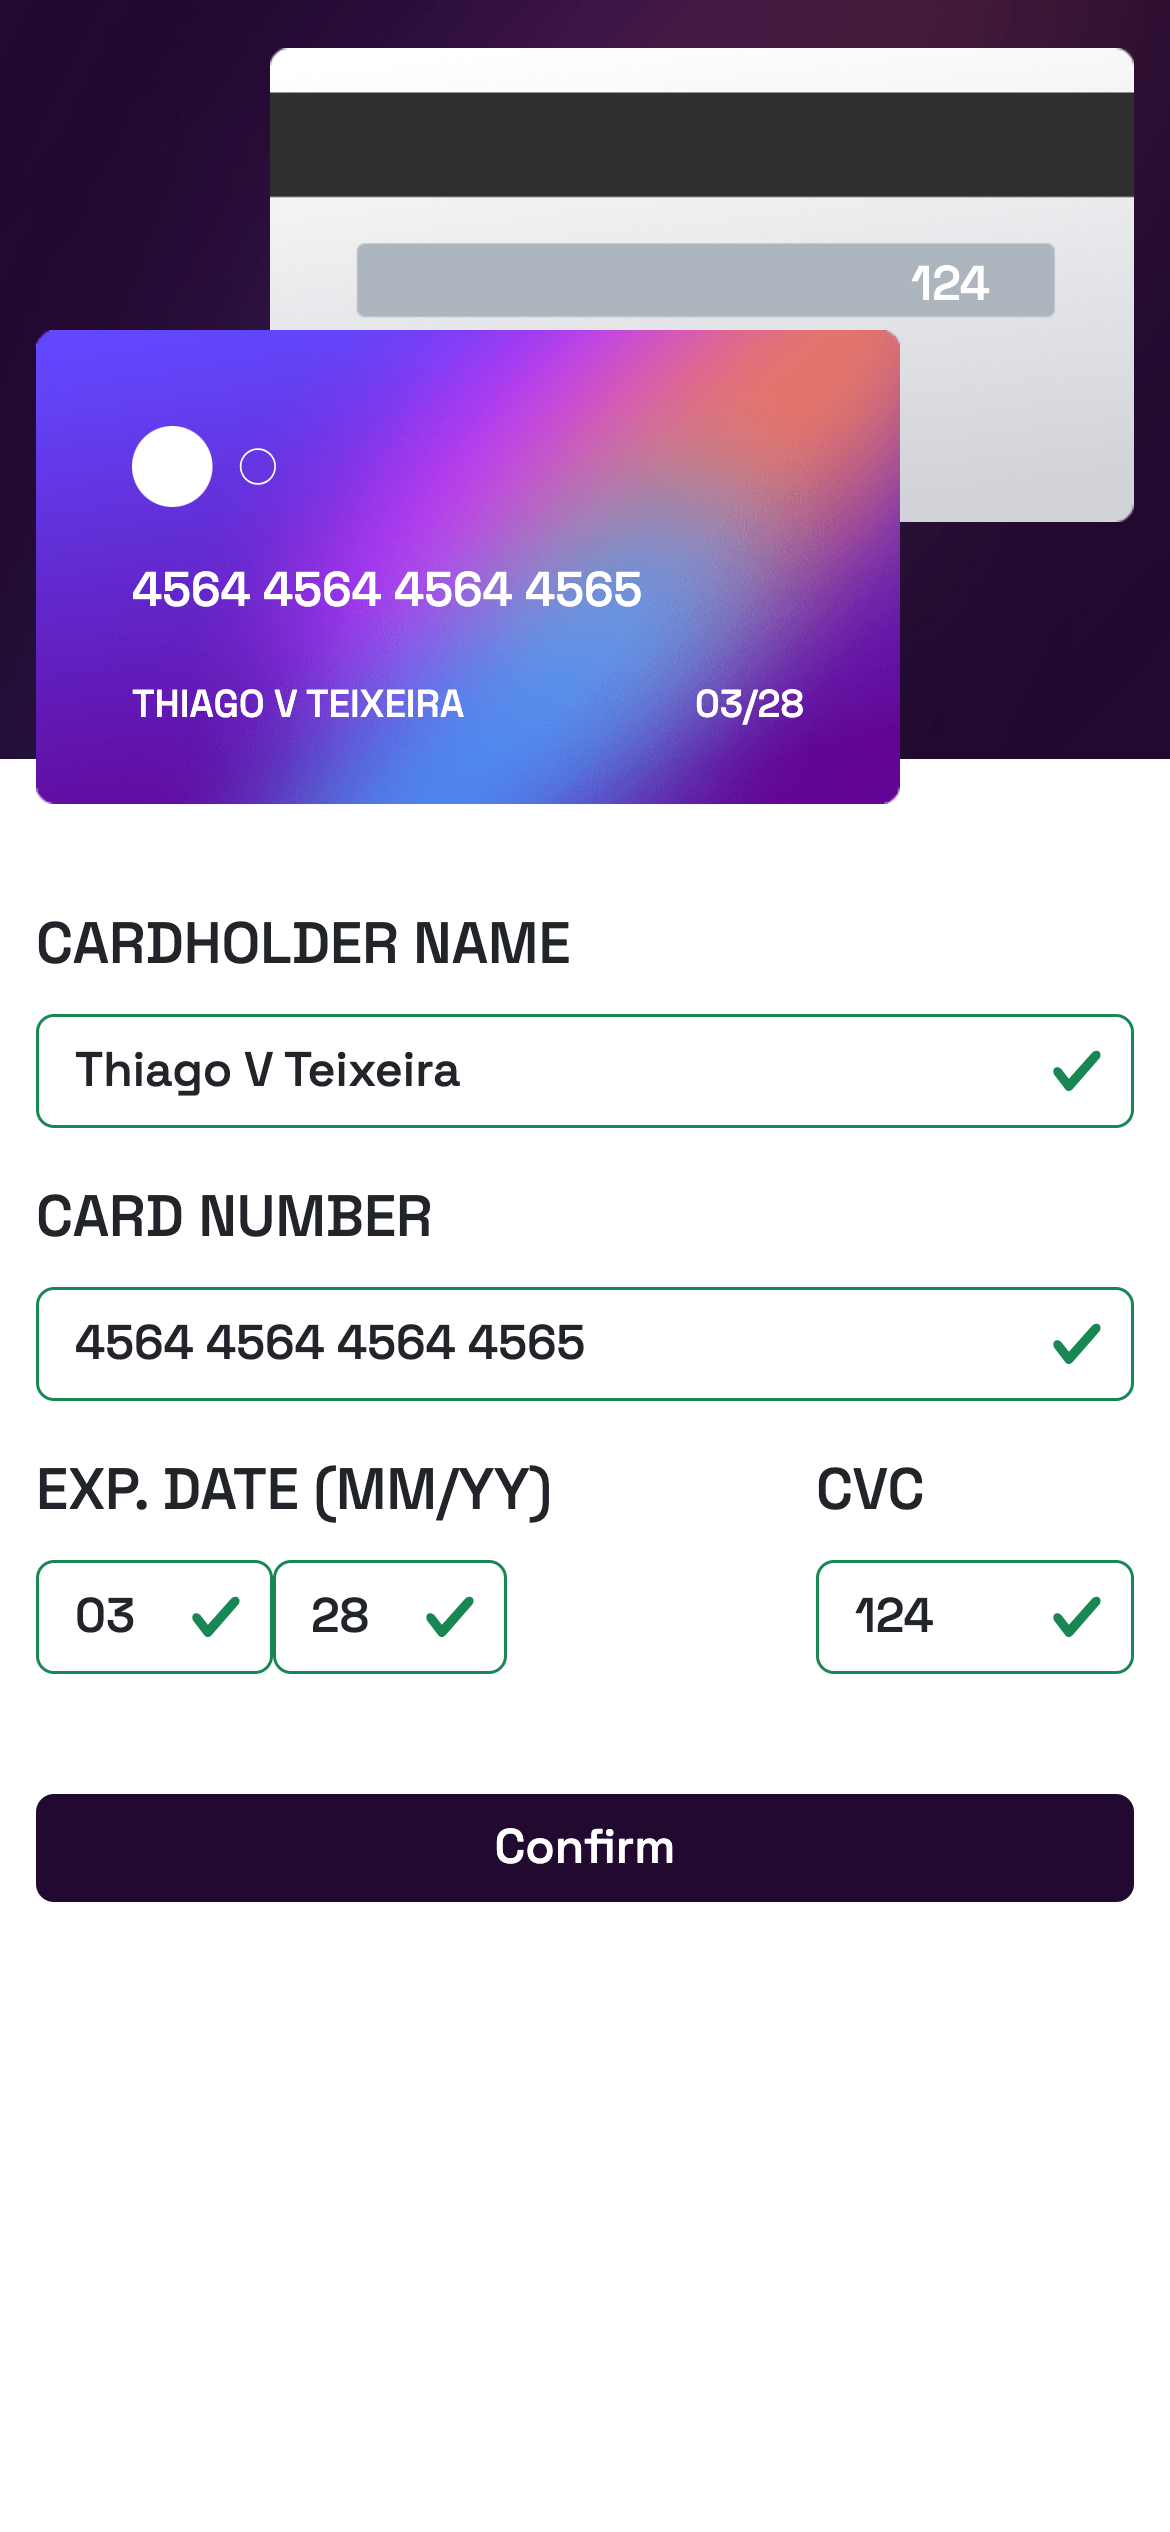 124
4564 4564 4564 4565
THIAGO V TEIXEIRA 03/28
CARDHOLDER NAME
Thiago V Teixeira
CARD NUMBER
4564 4564 4564 4565
EXP. DATE (MM/YY) CVC
03 28 124
Confirm